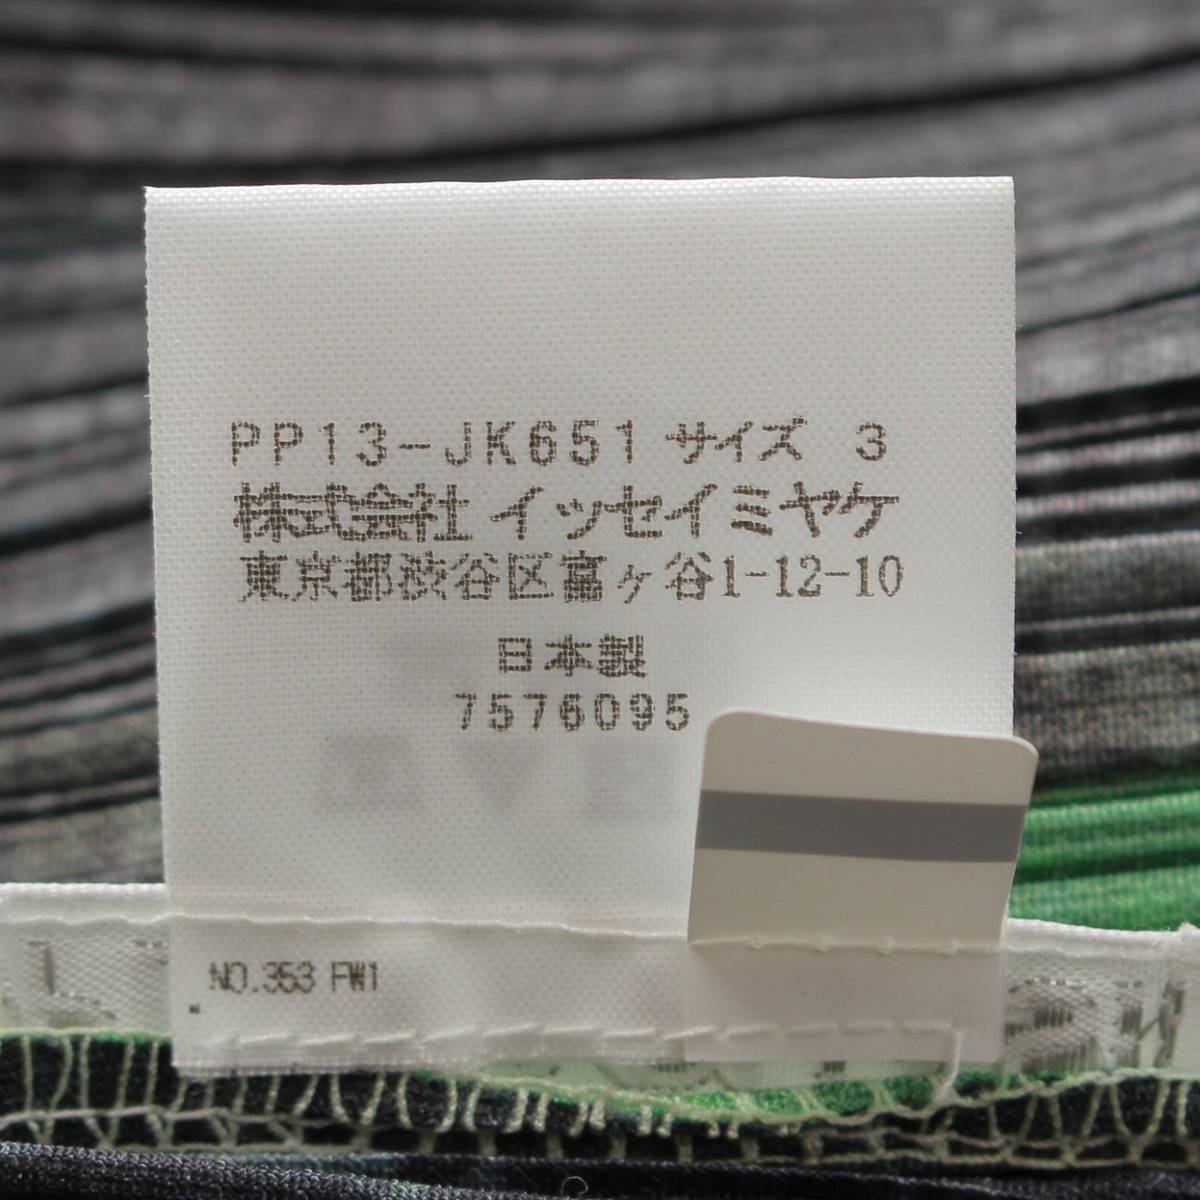 PP13-JK651 サイズ 3
株式会社 イッセイミヤケ
東京都渋谷区富ヶ谷1-12-10
日本製
7576095
NO.353 FW1